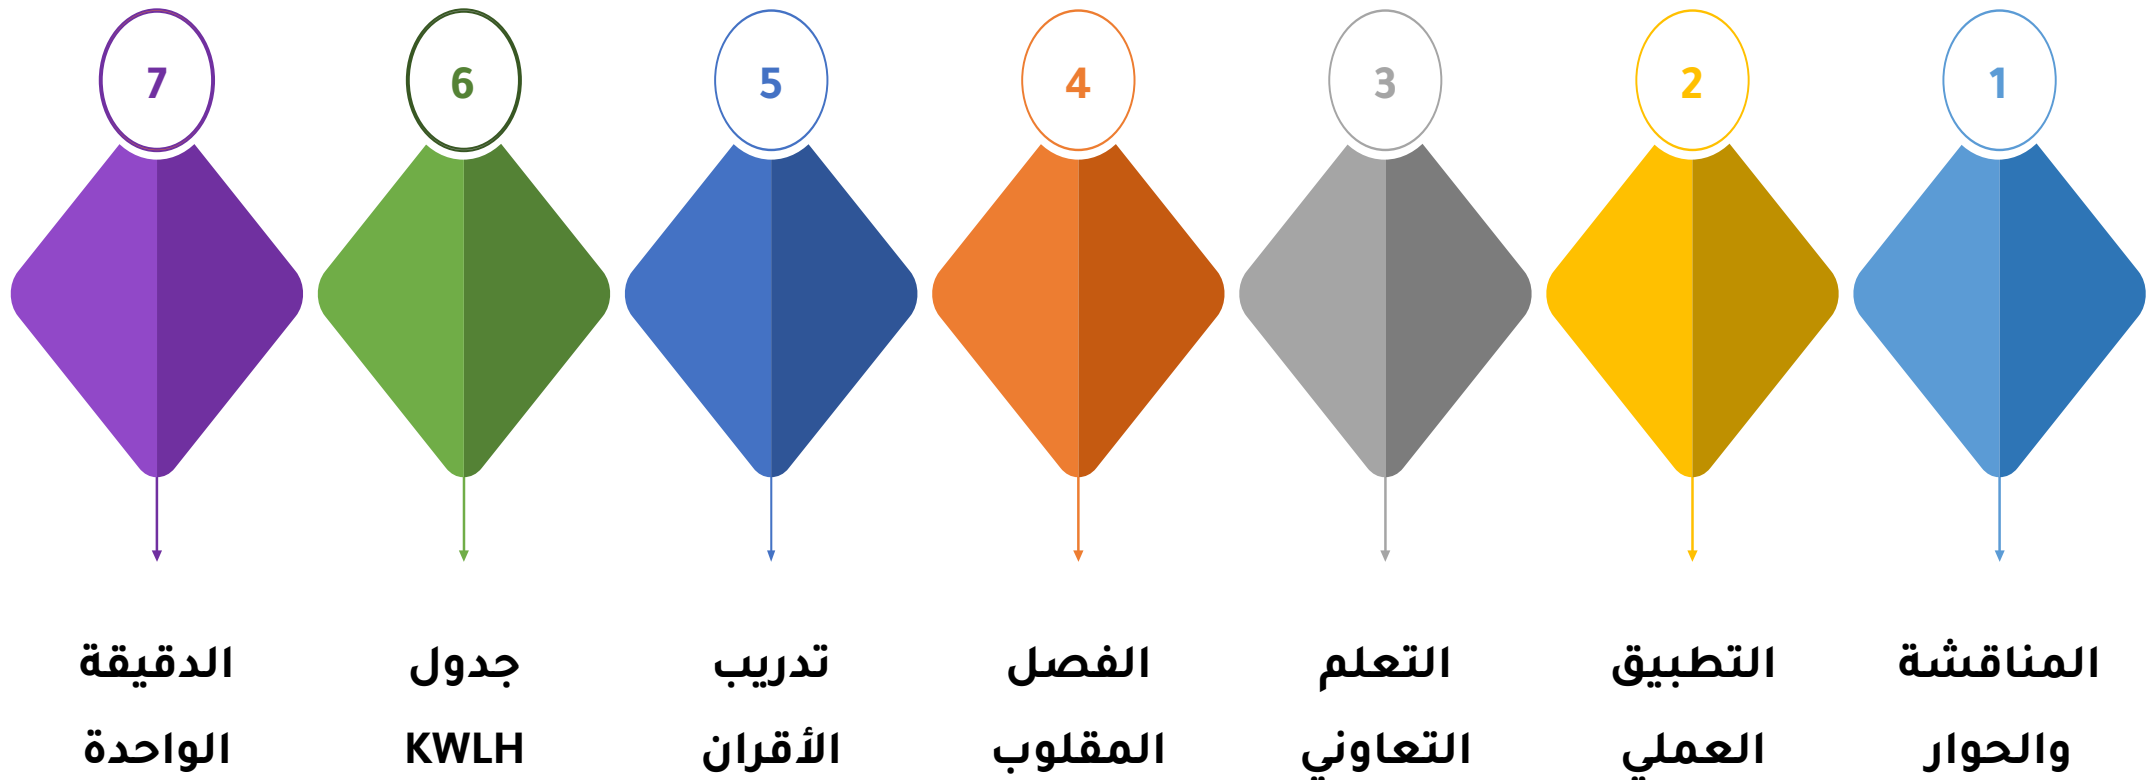 1
المناقشة
والحوار
2
التطبيق
العملي
3
التعلم
التعاوني
4
الفصل
المقلوب
5
تدريب
الأقران
6
جدول
KWLH
7
الدقيقة
الواحدة